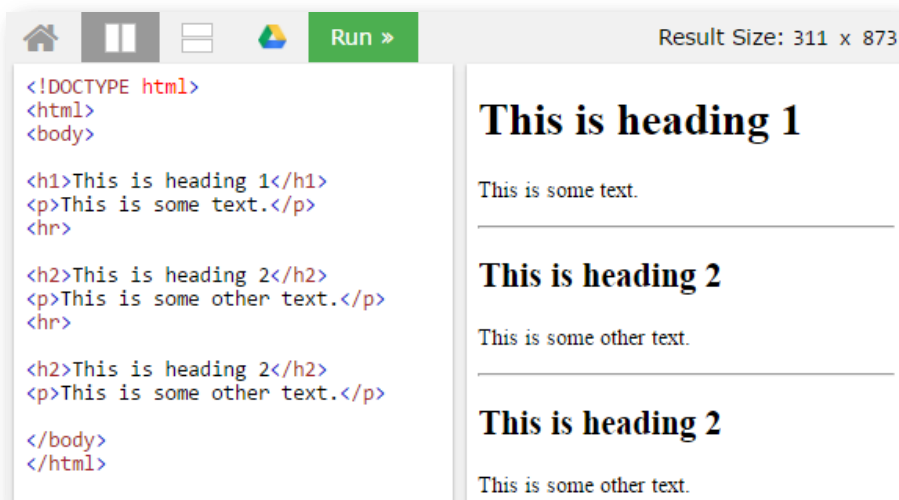 Run »
Result Size: 311 x 873
<!DOCTYPE html>
<html>
<body>
<h1>This is heading 1</h1>
<p>This is some text.</p>
<hr>
<h2>This is heading 2</h2>
<p>This is some other text.</p>
<hr>
<h2>This is heading 2</h2>
<p>This is some other text.</p>
</body>
</html>
This is heading 1
This is some text.
This is heading 2
This is some other text.
This is heading 2
This is some other text.